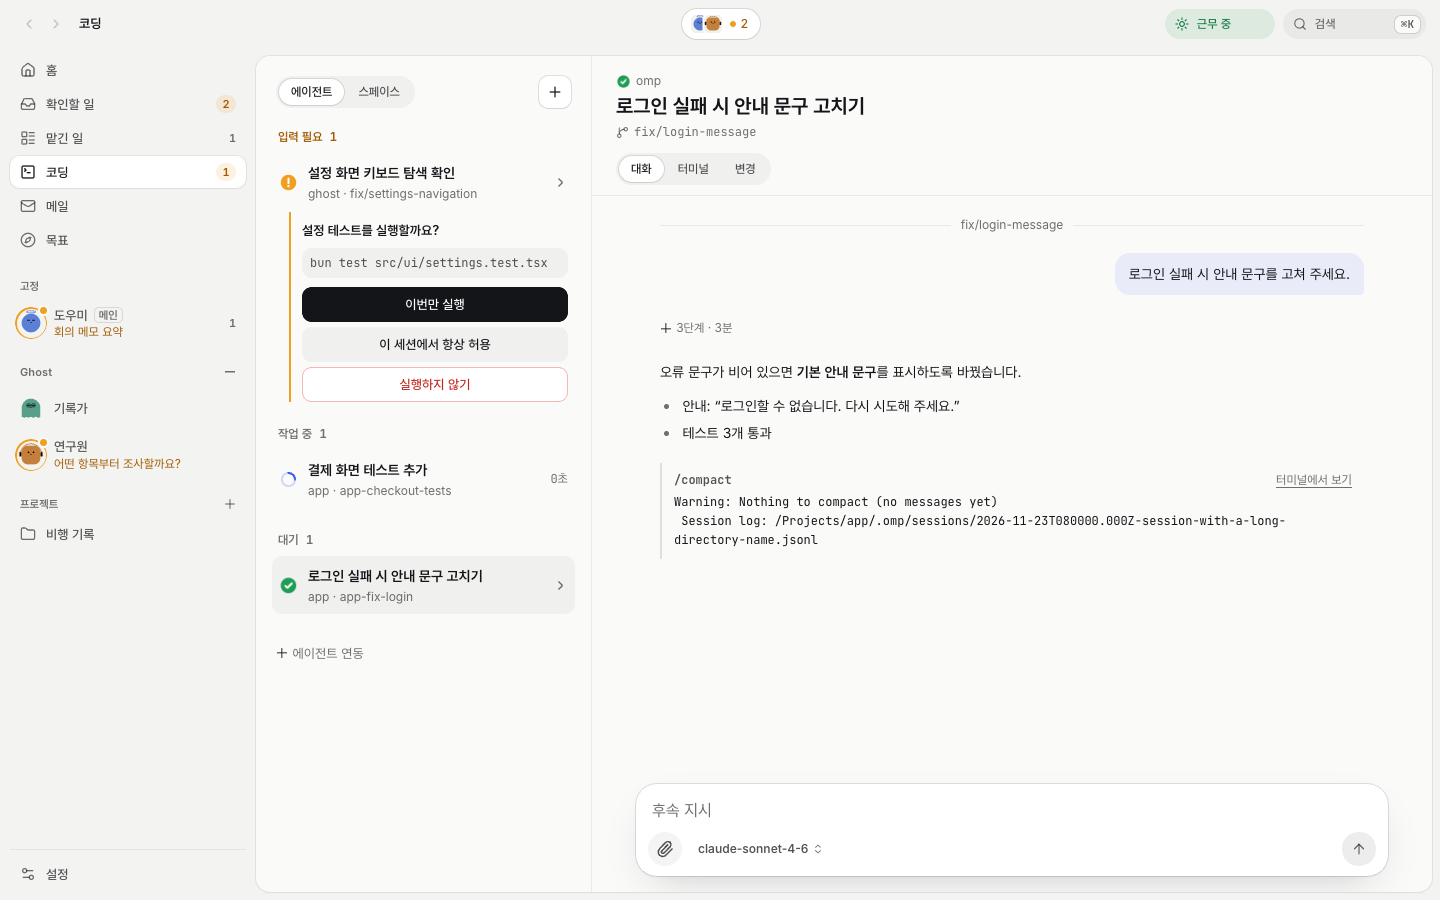 코딩
2
근무 중
검색
⌘K
홈
확인할 일 2
맡긴 일 1
코딩 1
메일
목표
고정
도우미 메인
회의 메모 요약
1
Ghost
기록가
연구원
어떤 항목부터 조사할까요?
프로젝트
비행 기록
설정
에이전트
스페이스
입력 필요 1
설정 화면 키보드 탐색 확인
ghost · fix/settings-navigation
설정 테스트를 실행할까요?
bun test src/ui/settings.test.tsx
이번만 실행
이 세션에서 항상 허용
실행하지 않기
작업 중 1
결제 화면 테스트 추가
app · app-checkout-tests
0초
대기 1
로그인 실패 시 안내 문구 고치기
app · app-fix-login
에이전트 연동
omp
로그인 실패 시 안내 문구 고치기
fix/login-message
대화
터미널
변경
fix/login-message
로그인 실패 시 안내 문구를 고쳐 주세요.
3단계 · 3분
오류 문구가 비어 있으면 기본 안내 문구를 표시하도록 바꿨습니다.
• 안내: “로그인할 수 없습니다. 다시 시도해 주세요.”
• 테스트 3개 통과
/compact
터미널에서 보기
Warning: Nothing to compact (no messages yet)
Session log: /Projects/app/.omp/sessions/2026-11-23T080000.000Z-session-with-a-long-
directory-name.jsonl
후속 지시
claude-sonnet-4-6